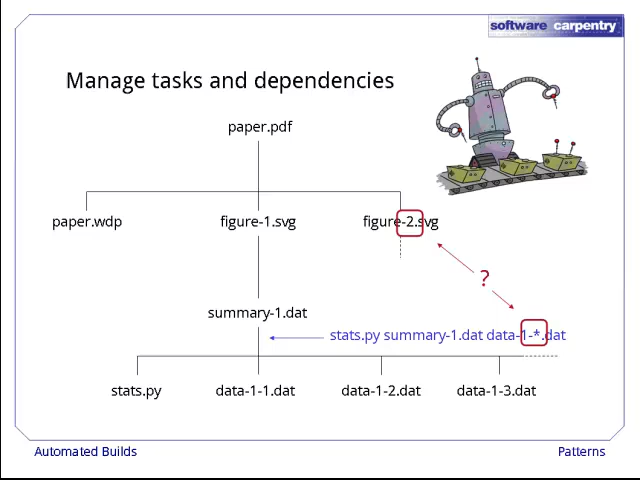 software carpentry
Manage tasks and dependencies
paper.pdf
paper.wdp figure-1.svg figure-2.svg
?
summary-1.dat
stats.py summary-1.dat data-1-*.dat
stats.py data-1-1.dat data-1-2.dat data-1-3.dat
Automated Builds Patterns